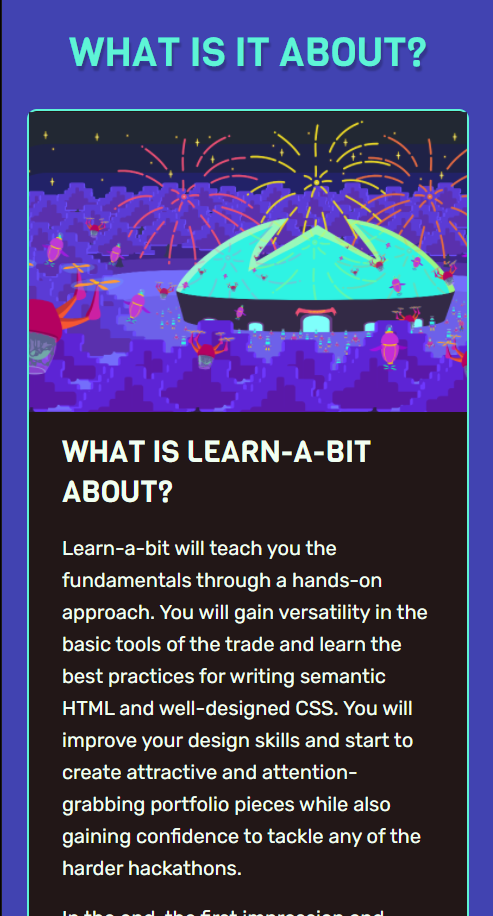 WHAT IS IT ABOUT?
WHAT IS LEARN-A-BIT
ABOUT?
Learn-a-bit will teach you the
fundamentals through a hands-on
approach. You will gain versatility in the
basic tools of the trade and learn the
best practices for writing semantic
HTML and well-designed CSS. You will
improve your design skills and start to
create attractive and attention-
grabbing portfolio pieces while also
gaining confidence to tackle any of the
harder hackathons.
In the end, the first impression and